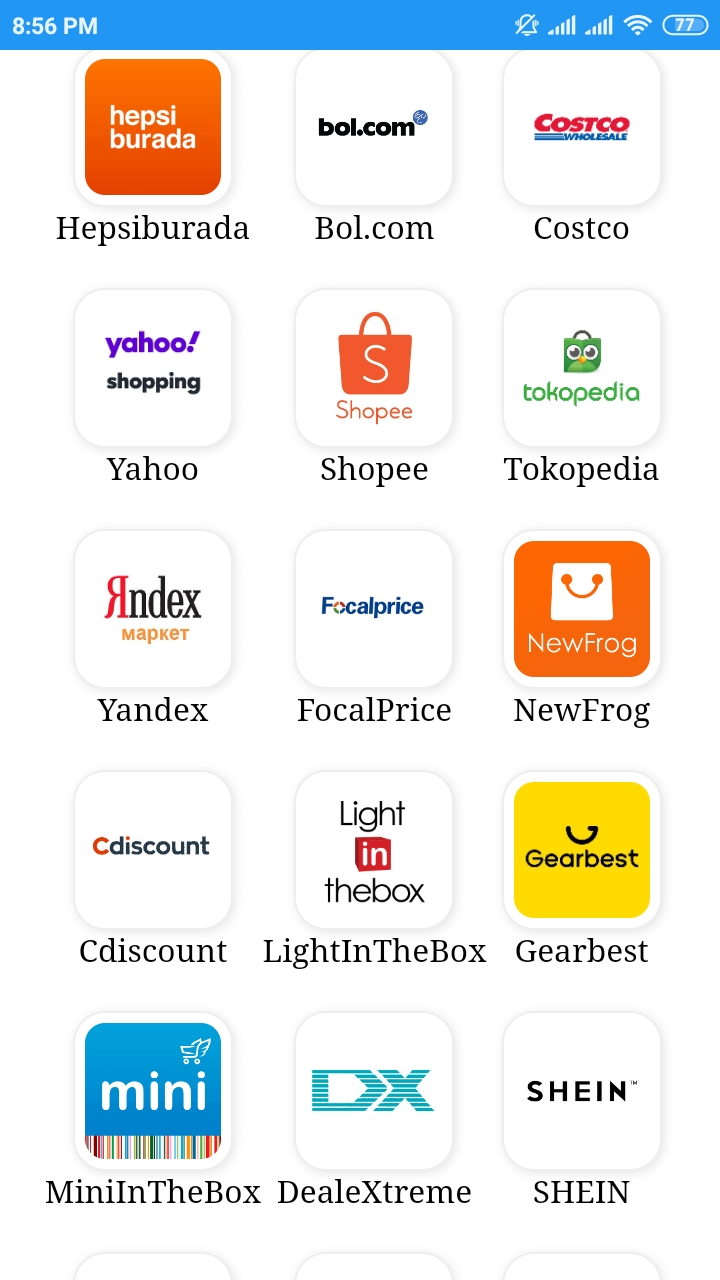 8:56 PM
77
hepsi
burada
bol.com
COSTCO
WHOLESALE
Hepsiburada
Bol.com
Costco
yahoo!
shopping
S
Shopee
tokopedia
Yahoo
Shopee
Tokopedia
Яndex
маркет
Focalprice
NewFrog
Yandex
FocalPrice
NewFrog
Cdiscount
Light
in
thebox
Gearbest
Cdiscount
LightInTheBox
Gearbest
mini
DX
SHEIN™
MiniInTheBox
DealeXtreme
SHEIN